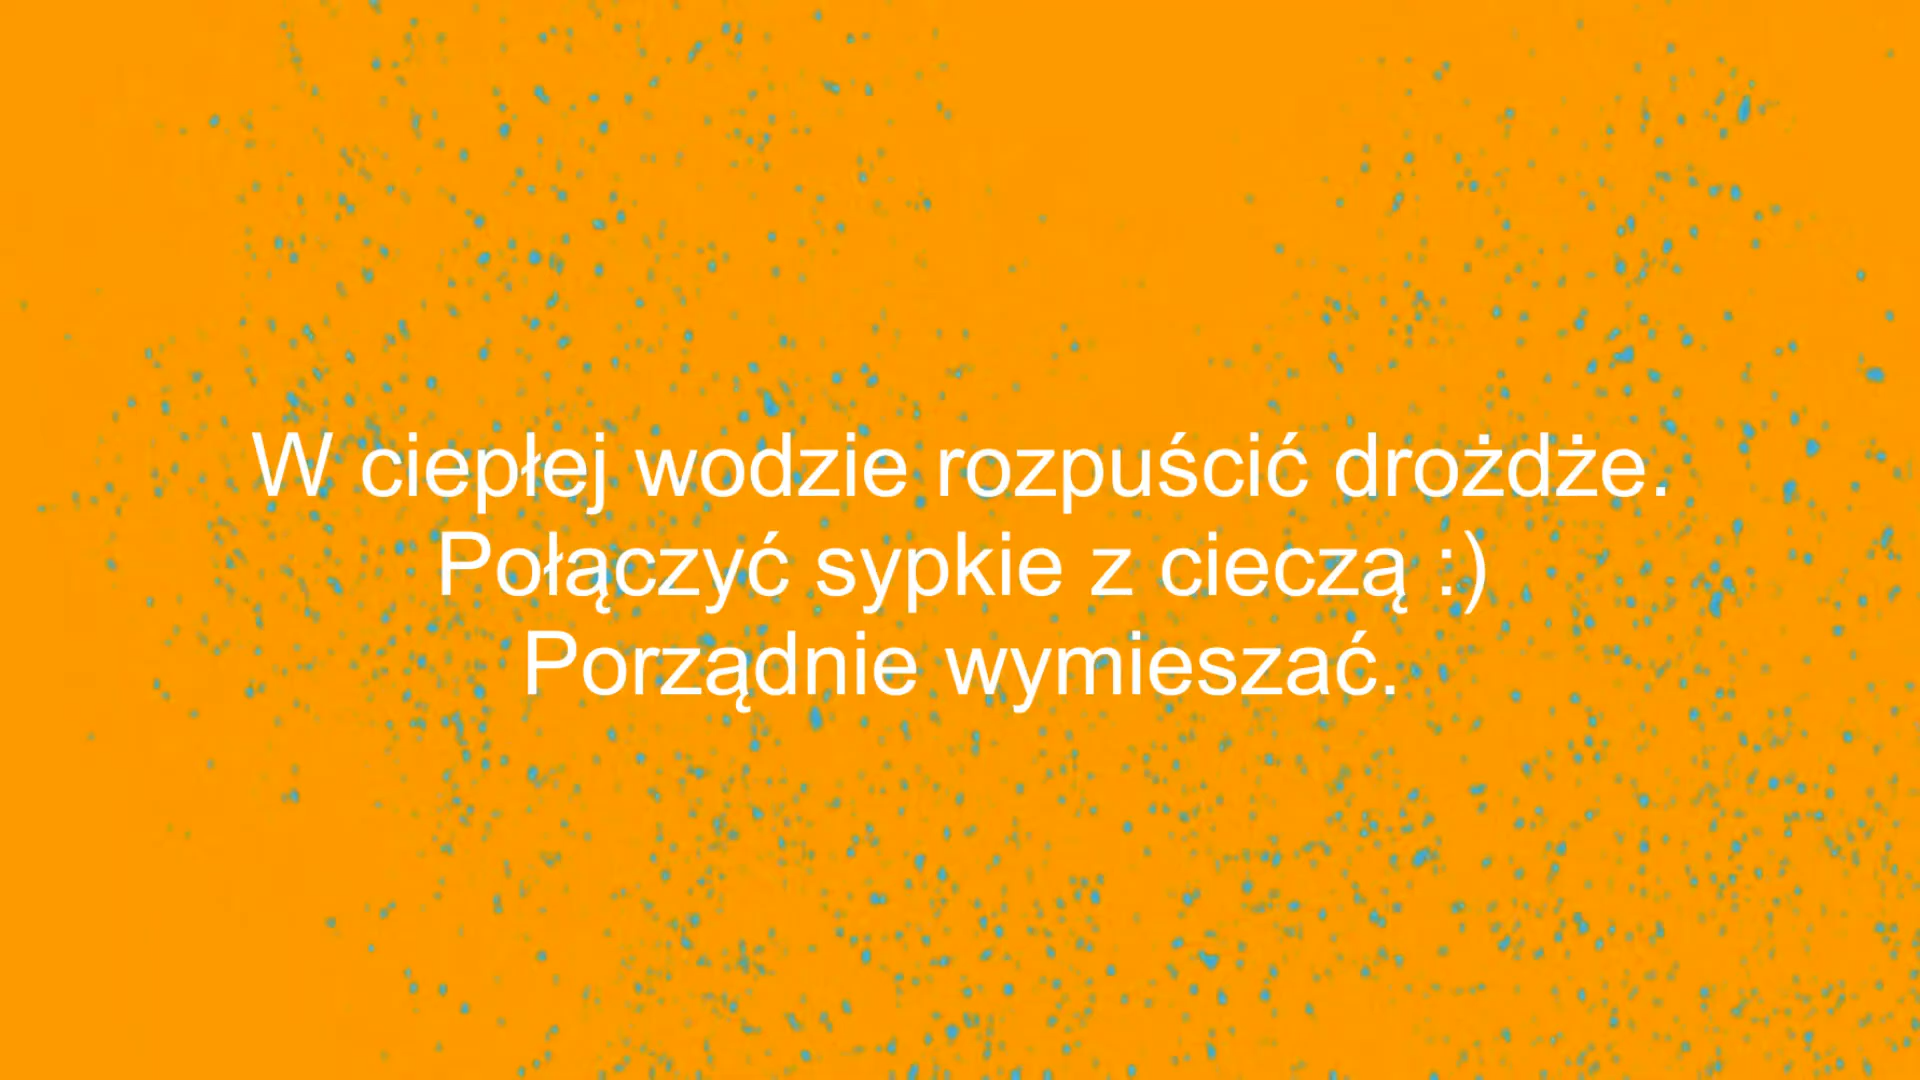 W ciepłej wodzie rozpuścić drożdże.
Połączyć sypkie z cieczą :)
Porządnie wymieszać.